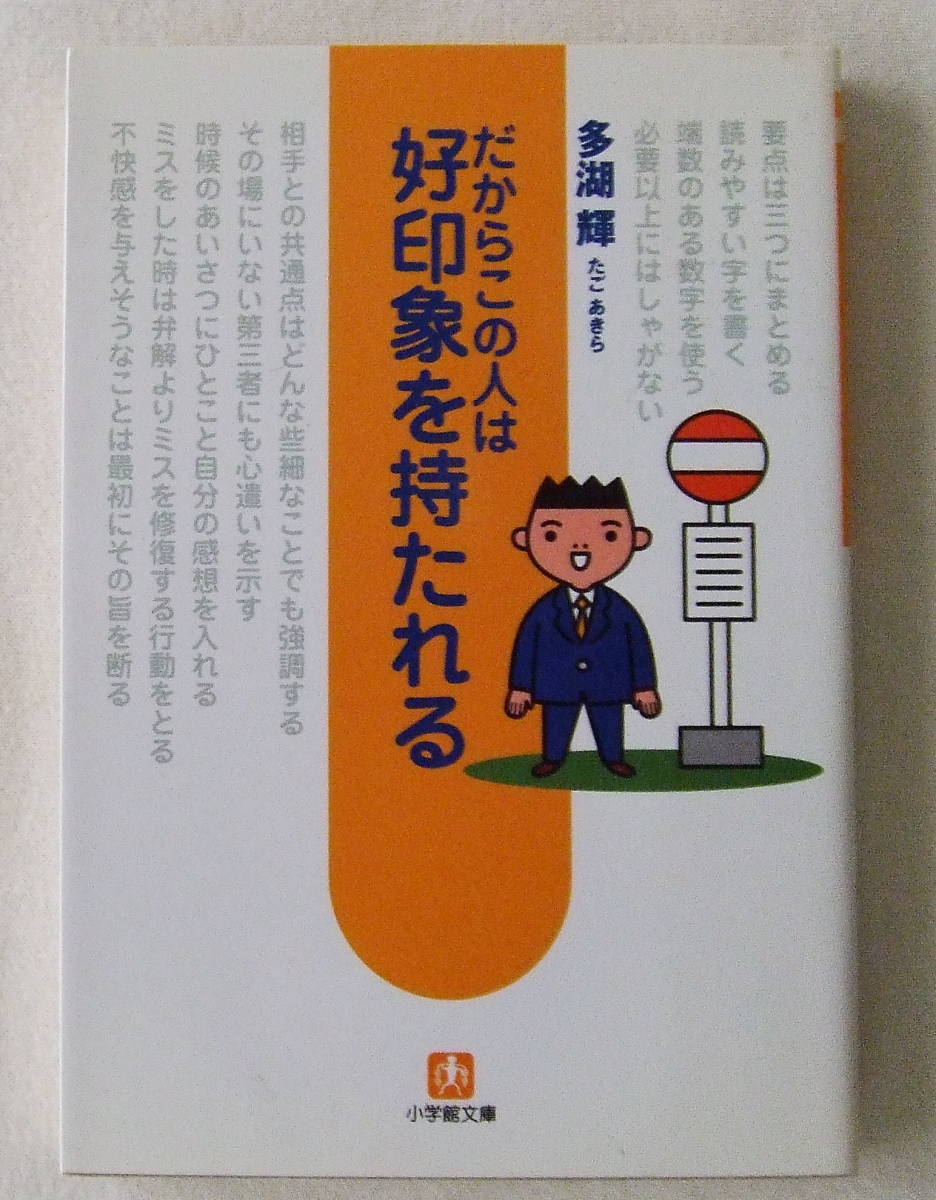 要点は三つにまとめる
読みやすい字を書く
端数のある数字を使う
必要以上にはしゃがない
多湖 輝 たご あきら
だからこの人は
好印象を持たれる
相手との共通点はどんな些細なことでも強調する
その場にいない第三者にも心遣いを示す
時候のあいさつにひとこと自分の感想を入れる
ミスをした時は弁解よりミスを修復する行動をとる
不快感を与えそうなことは最初にその旨を断る
小学館文庫